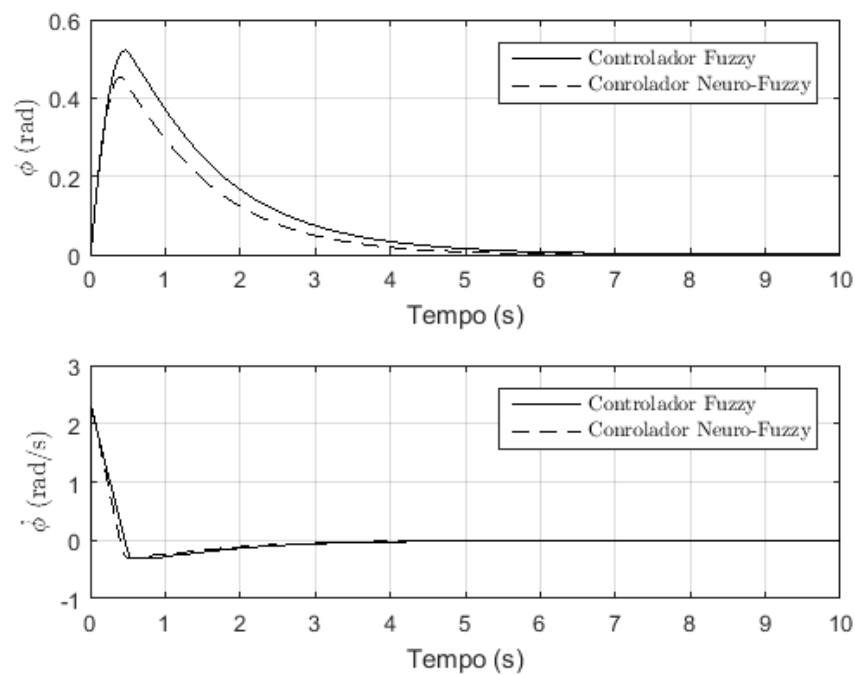 0.6
0.4
0.2
0
ϕ (rad)
Controlador Fuzzy
Conrolador Neuro-Fuzzy
0 1 2 3 4 5 6 7 8 9 10
Tempo (s)
3
2
1
0
-1
ϕ̇ (rad/s)
Controlador Fuzzy
Conrolador Neuro-Fuzzy
0 1 2 3 4 5 6 7 8 9 10
Tempo (s)